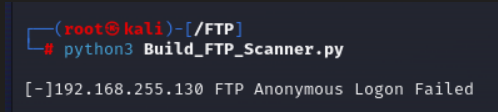 ┌──(root㉿kali)-[/FTP]
└─# python3 Build_FTP_Scanner.py
[-]192.168.255.130 FTP Anonymous Logon Failed